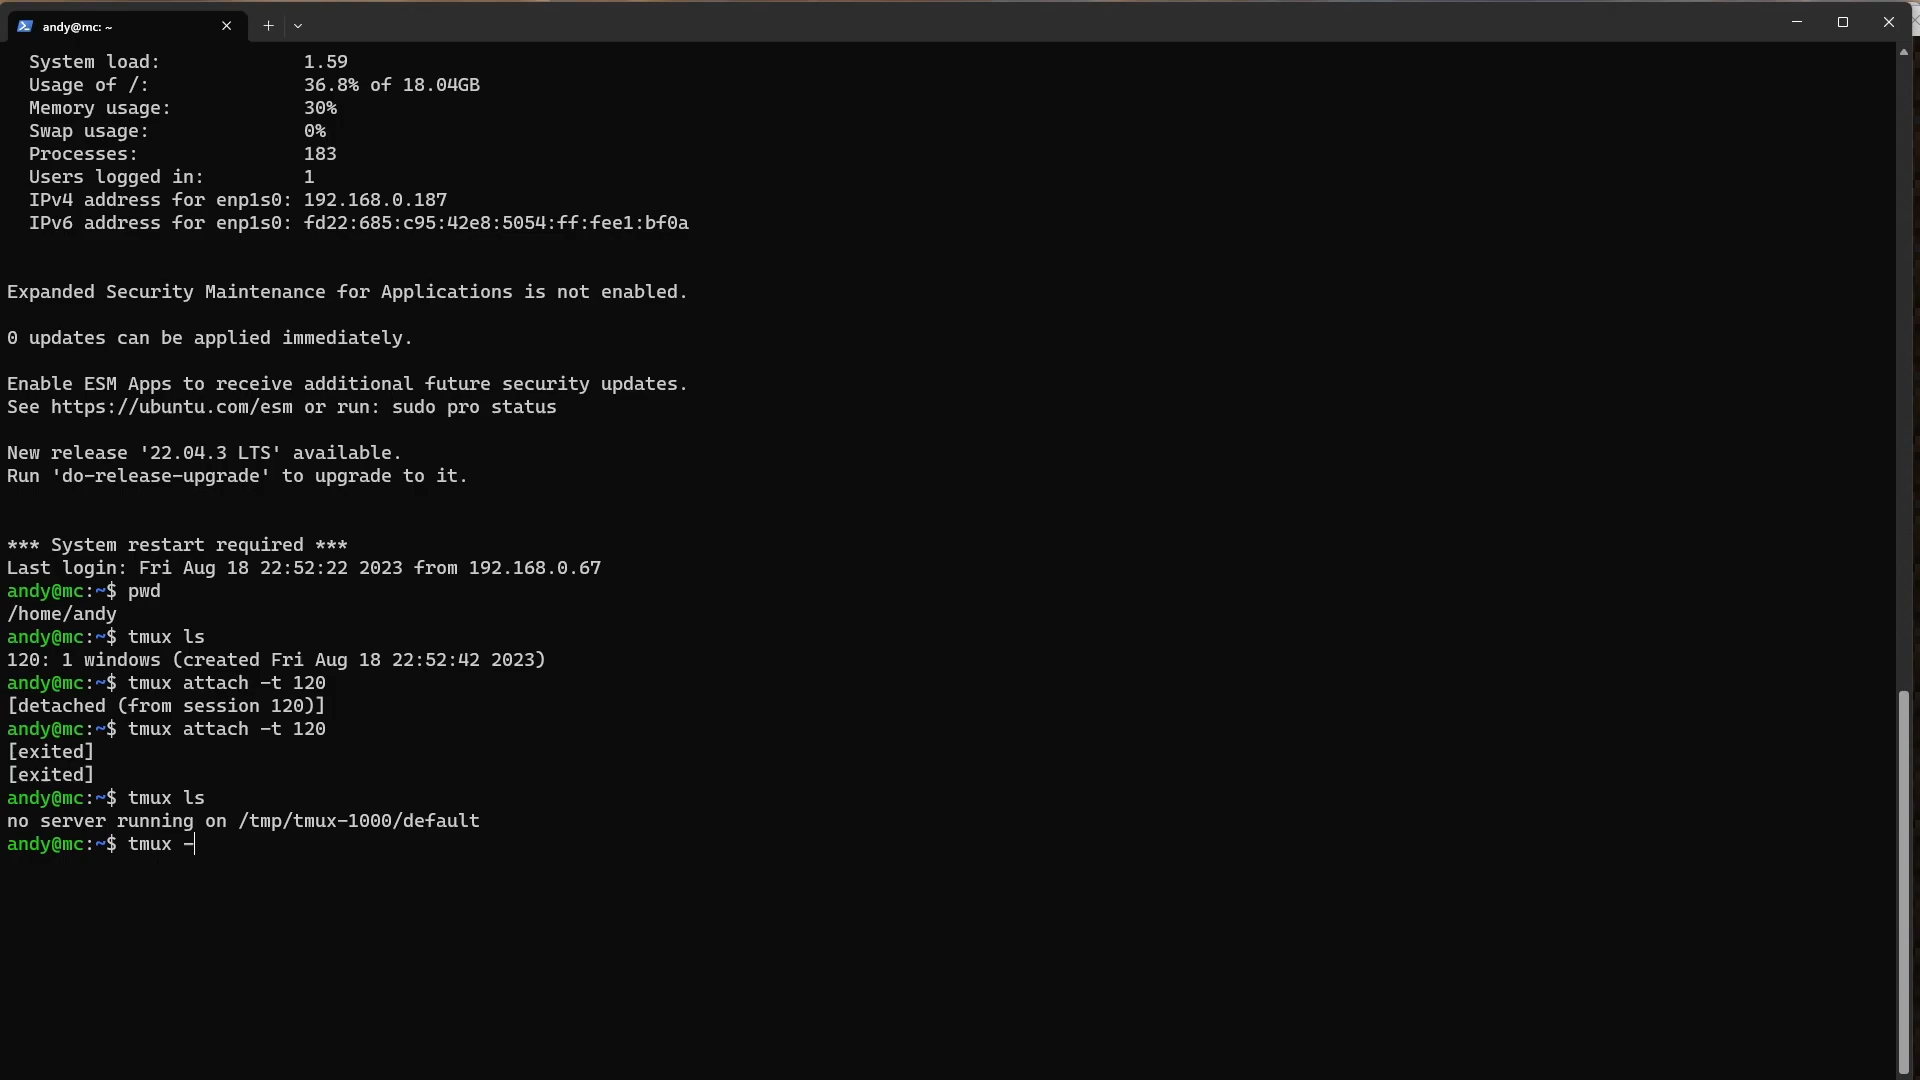 andy@mc: ~
System load: 1.59
Usage of /: 36.8% of 18.04GB
Memory usage: 30%
Swap usage: 0%
Processes: 183
Users logged in: 1
IPv4 address for enp1s0: 192.168.0.187
IPv6 address for enp1s0: fd22:685:c95:42e8:5054:ff:fee1:bf0a
Expanded Security Maintenance for Applications is not enabled.
0 updates can be applied immediately.
Enable ESM Apps to receive additional future security updates.
See https://ubuntu.com/esm or run: sudo pro status
New release '22.04.3 LTS' available.
Run 'do-release-upgrade' to upgrade to it.
*** System restart required ***
Last login: Fri Aug 18 22:52:22 2023 from 192.168.0.67
andy@mc:~$ pwd
/home/andy
andy@mc:~$ tmux ls
120: 1 windows (created Fri Aug 18 22:52:42 2023)
andy@mc:~$ tmux attach -t 120
[detached (from session 120)]
andy@mc:~$ tmux attach -t 120
[exited]
[exited]
andy@mc:~$ tmux ls
no server running on /tmp/tmux-1000/default
andy@mc:~$ tmux -